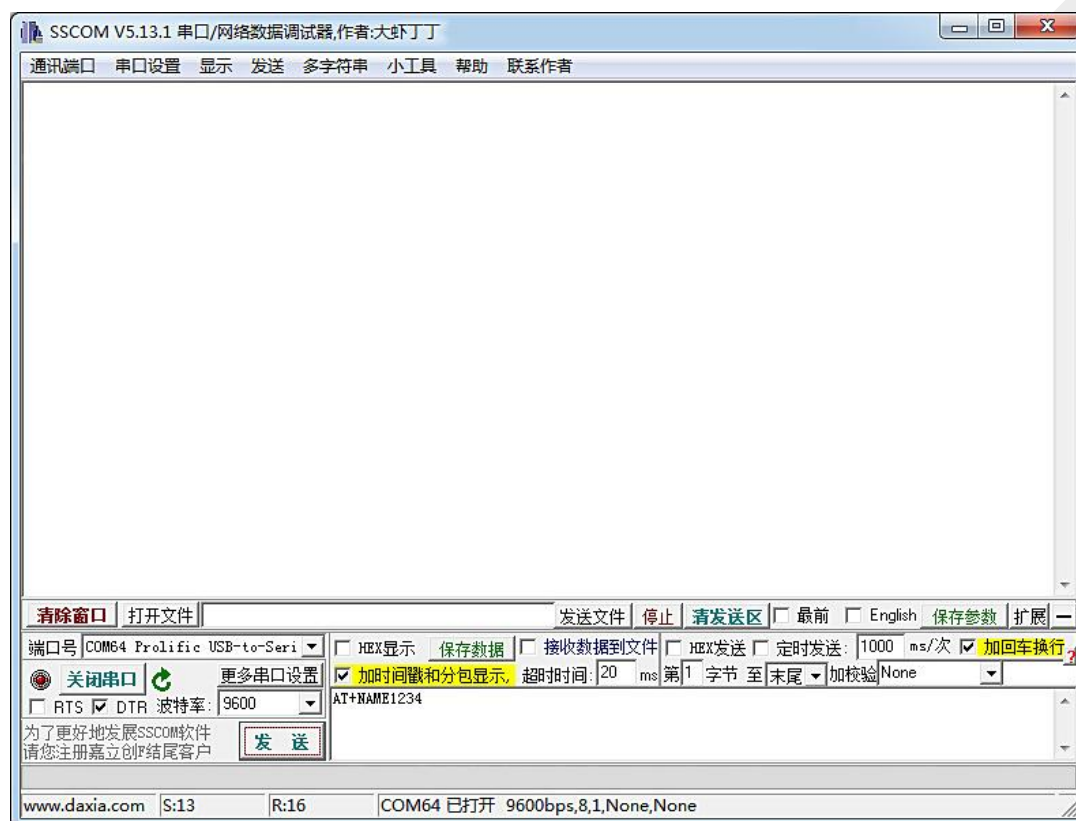 SSCOM V5.13.1 串口/网络数据调试器,作者:大虾丁丁
通讯端口 串口设置 显示 发送 多字符串 小工具 帮助 联系作者
清除窗口 打开文件 发送文件 停止 清发送区 最前 English 保存参数 扩展 —
端口号 COM64 Prolific USB-to-Seri HEX显示 保存数据 接收数据到文件 HEX发送 定时发送: 1000 ms/次 加回车换行 ?
关闭串口 更多串口设置 加时间戳和分包显示, 超时时间: 20 ms 第 1 字节 至 末尾 加校验 None
RTS DTR 波特率: 9600 AT+NAME1234
为了更好地发展SSCOM软件
请您注册嘉立创F结尾客户
发 送
www.daxia.com S:13 R:16 COM64 已打开 9600bps,8,1,None,None